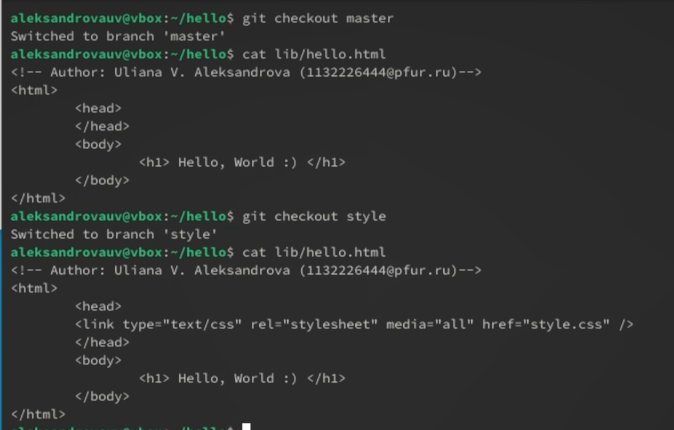 aleksandrovauv@vbox:~/hello$ git checkout master
Switched to branch 'master'
aleksandrovauv@vbox:~/hello$ cat lib/hello.html
<!-- Author: Uliana V. Aleksandrova (1132226444@pfur.ru)-->
<html>
        <head>
        </head>
        <body>
                <h1> Hello, World :) </h1>
        </body>
</html>
aleksandrovauv@vbox:~/hello$ git checkout style
Switched to branch 'style'
aleksandrovauv@vbox:~/hello$ cat lib/hello.html
<!-- Author: Uliana V. Aleksandrova (1132226444@pfur.ru)-->
<html>
        <head>
        <link type="text/css" rel="stylesheet" media="all" href="style.css" />
        </head>
        <body>
                <h1> Hello, World :) </h1>
        </body>
</html>